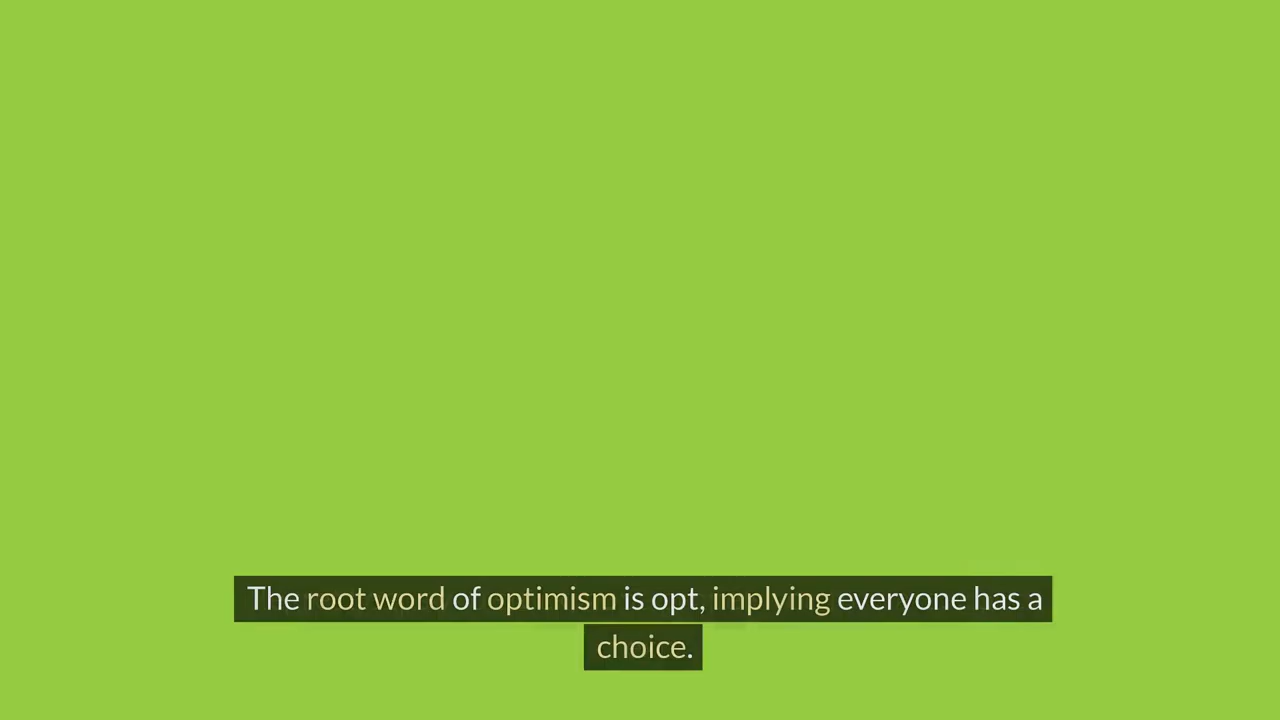 The root word of optimism is opt, implying everyone has a
choice.